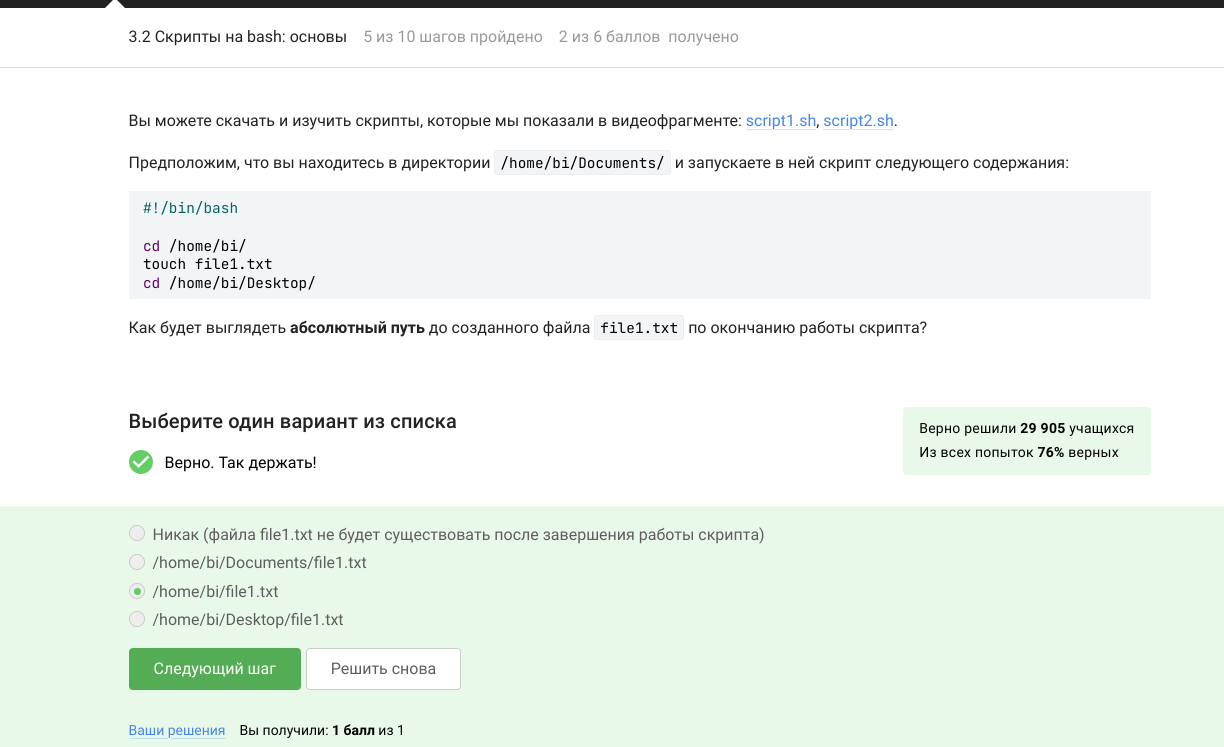 3.2 Скрипты на bash: основы 5 из 10 шагов пройдено 2 из 6 баллов получено
Вы можете скачать и изучить скрипты, которые мы показали в видеофрагменте: script1.sh, script2.sh.
Предположим, что вы находитесь в директории /home/bi/Documents/ и запускаете в ней скрипт следующего содержания:
#!/bin/bash
cd /home/bi/
touch file1.txt
cd /home/bi/Desktop/
Как будет выглядеть абсолютный путь до созданного файла file1.txt по окончанию работы скрипта?
Выберите один вариант из списка
Верно. Так держать!
Верно решили 29 905 учащихся
Из всех попыток 76% верных
Никак (файла file1.txt не будет существовать после завершения работы скрипта)
/home/bi/Documents/file1.txt
/home/bi/file1.txt
/home/bi/Desktop/file1.txt
Следующий шаг Решить снова
Ваши решения Вы получили: 1 балл из 1